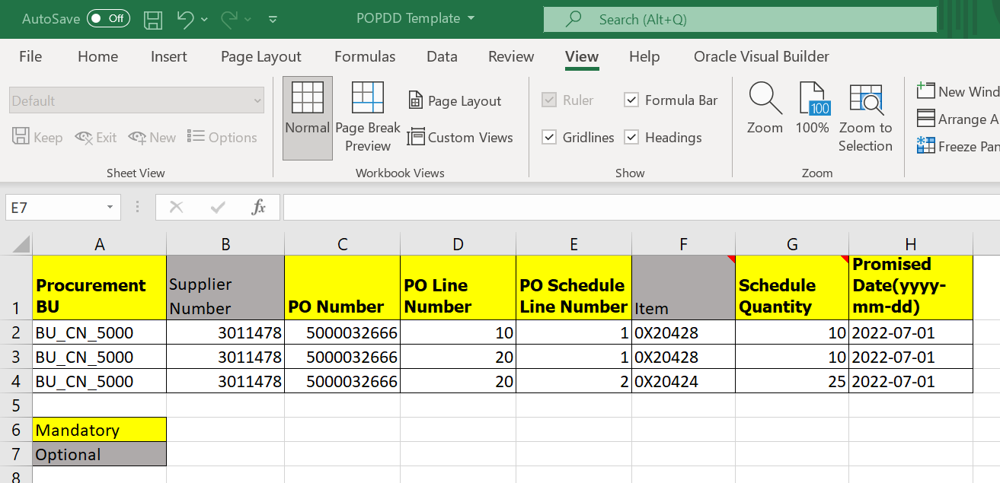 AutoSave Off POPDD Template Search (Alt+Q)
File Home Insert Page Layout Formulas Data Review View Help Oracle Visual Builder
Default
Keep Exit New Options
Sheet View
Normal
Page Break
Preview
Page Layout
Custom Views
Workbook Views
Ruler Formula Bar
Gridlines Headings
Show
Zoom
100
100%
Zoom to
Selection
Zoom
New Wind
Arrange A
Freeze Pan
E7 fx
A B C D E F G H
1 Procurement
BU
Supplier
Number
PO Number
PO Line
Number
PO Schedule
Line Number
Item
Schedule
Quantity
Promised
Date(yyyy-
mm-dd)
2 BU_CN_5000 3011478 5000032666 10 1 0X20428 10 2022-07-01
3 BU_CN_5000 3011478 5000032666 20 1 0X20428 10 2022-07-01
4 BU_CN_5000 3011478 5000032666 20 2 0X20424 25 2022-07-01
5
6 Mandatory
7 Optional
8